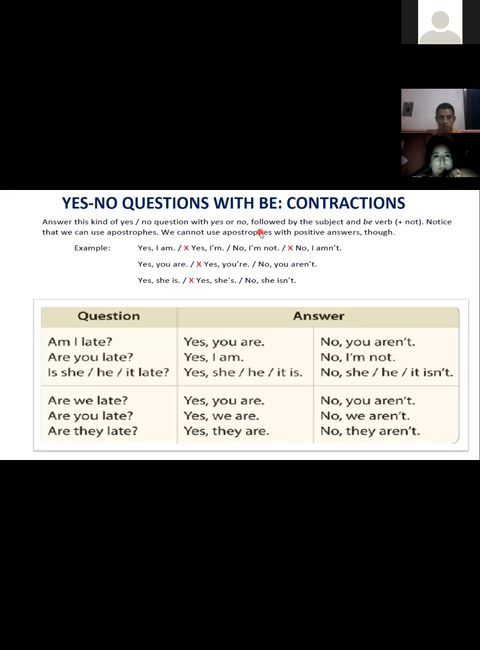 YES-NO QUESTIONS WITH BE: CONTRACTIONS
Answer this kind of yes / no question with yes or no, followed by the subject and be verb (+ not). Notice
that we can use apostrophes. We cannot use apostrophes with positive answers, though.
Example: Yes, I am. / X Yes, I'm. / No, I'm not. / X No, I amn't.
Yes, you are. / X Yes, you're. / No, you aren't.
Yes, she is. / X Yes, she's. / No, she isn't.
Question Answer
Am I late? Yes, you are. No, you aren't.
Are you late? Yes, I am. No, I'm not.
Is she / he / it late? Yes, she / he / it is. No, she / he / it isn't.
Are we late? Yes, you are. No, you aren't.
Are you late? Yes, we are. No, we aren't.
Are they late? Yes, they are. No, they aren't.